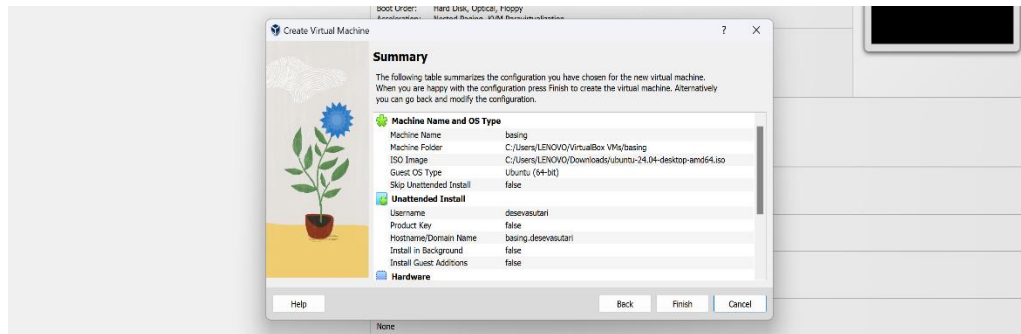 Boot Order: Hard Disk, Optical, Floppy
Acceleration: Nested Paging, KVM Paravirtualization
Create Virtual Machine
Summary
The following table summarizes the configuration you have chosen for the new virtual machine.
When you are happy with the configuration press Finish to create the virtual machine. Alternatively
you can go back and modify the configuration.
Machine Name and OS Type
Machine Name basing
Machine Folder C:/Users/LENOVO/VirtualBox VMs/basing
ISO Image C:/Users/LENOVO/Downloads/ubuntu-24.04-desktop-amd64.iso
Guest OS Type Ubuntu (64-bit)
Skip Unattended Install false
Unattended Install
Username desevasutari
Product Key false
Hostname/Domain Name basing.desevasutari
Install in Background false
Install Guest Additions false
Hardware
Help Back Finish Cancel
None